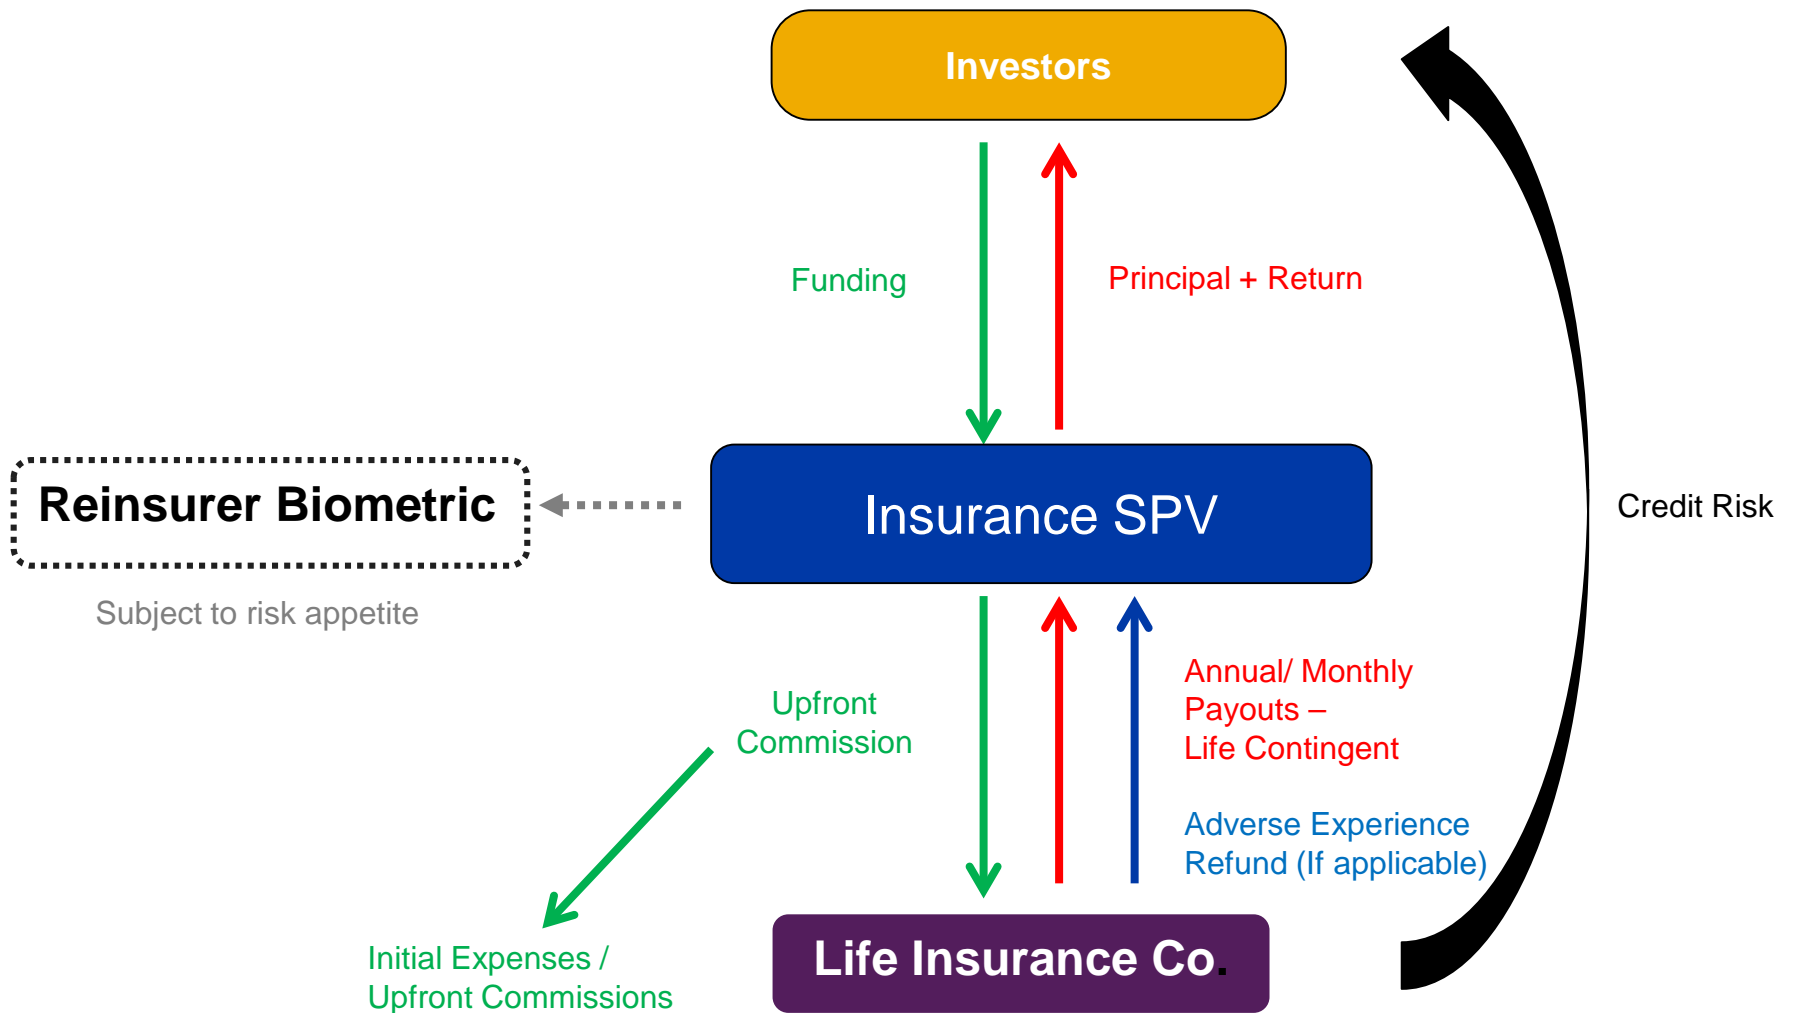 Investors
Funding
Principal + Return
Reinsurer Biometric
Insurance SPV
Credit Risk
Subject to risk appetite
Upfront
Commission
Annual/ Monthly
Payouts –
Life Contingent
Adverse Experience
Refund (If applicable)
Initial Expenses /
Upfront Commissions
Life Insurance Co.